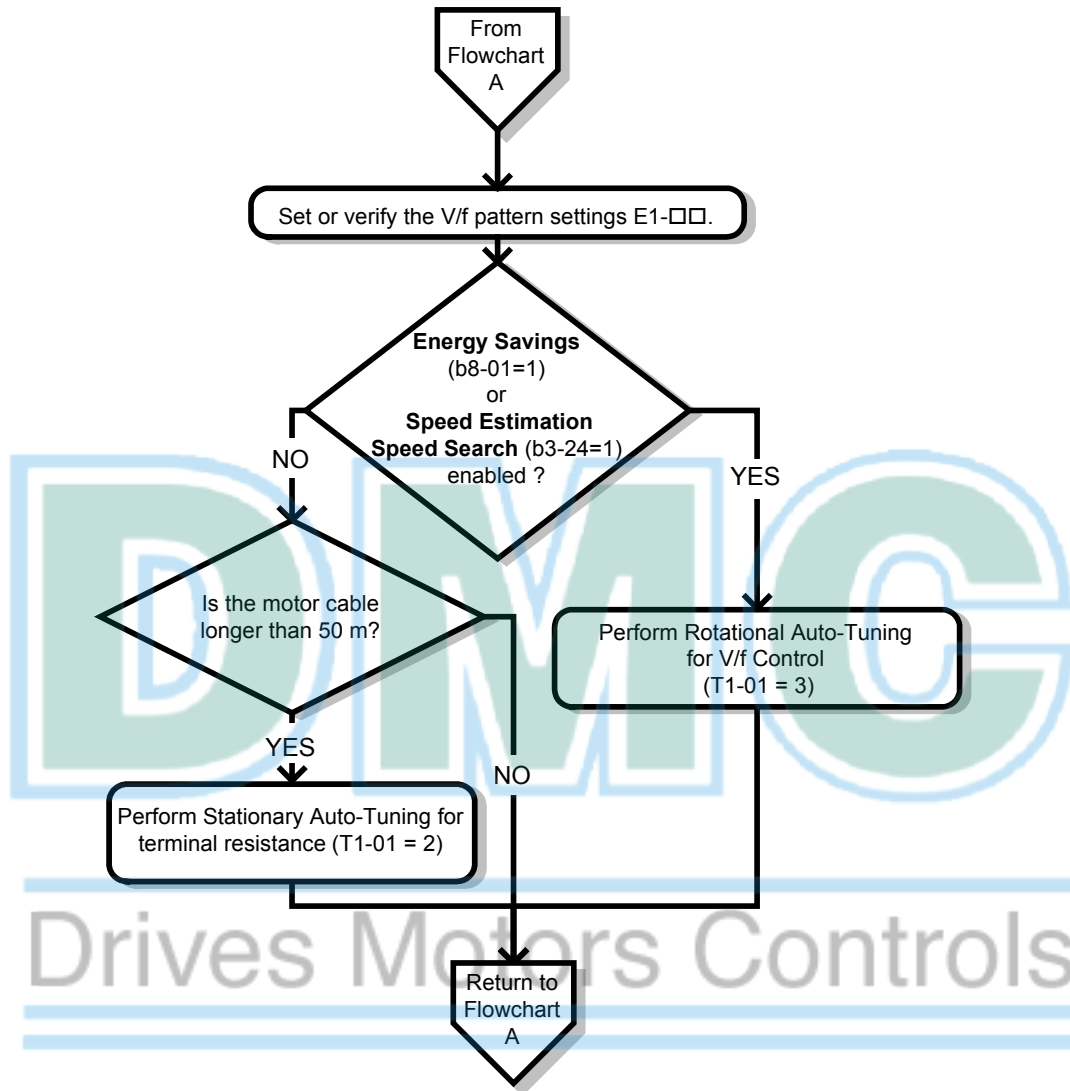 From
Flowchart
A
Set or verify the V/f pattern settings E1-□□.
Energy Savings
(b8-01=1)
or
Speed Estimation
Speed Search (b3-24=1)
enabled ?
NO
YES
Is the motor cable
longer than 50 m?
Perform Rotational Auto-Tuning
for V/f Control
(T1-01 = 3)
YES
NO
Perform Stationary Auto-Tuning for
terminal resistance (T1-01 = 2)
DMC
Drives Motors Controls
Return to
Flowchart
A